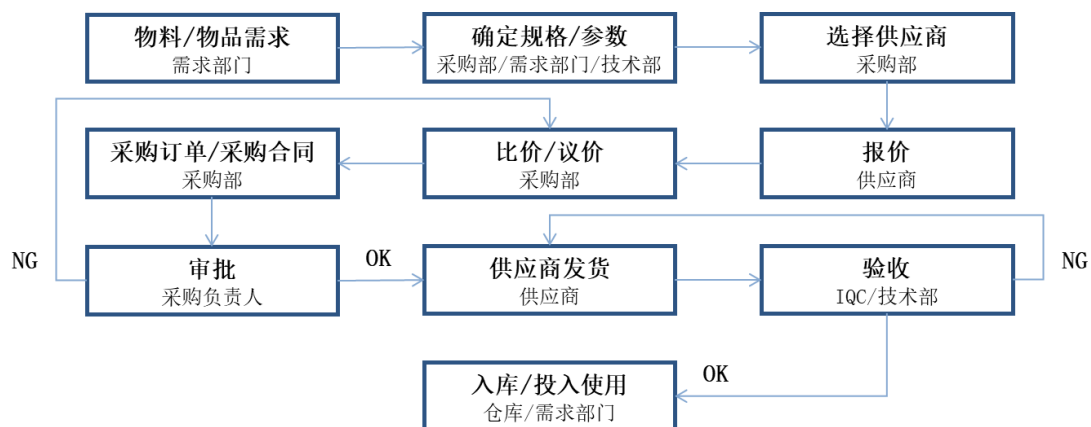 物料/物品需求
需求部门
确定规格/参数
采购部/需求部门/技术部
选择供应商
采购部
采购订单/采购合同
采购部
比价/议价
采购部
报价
供应商
NG
审批
采购负责人
OK
供应商发货
供应商
验收
IQC/技术部
NG
入库/投入使用
仓库/需求部门
OK